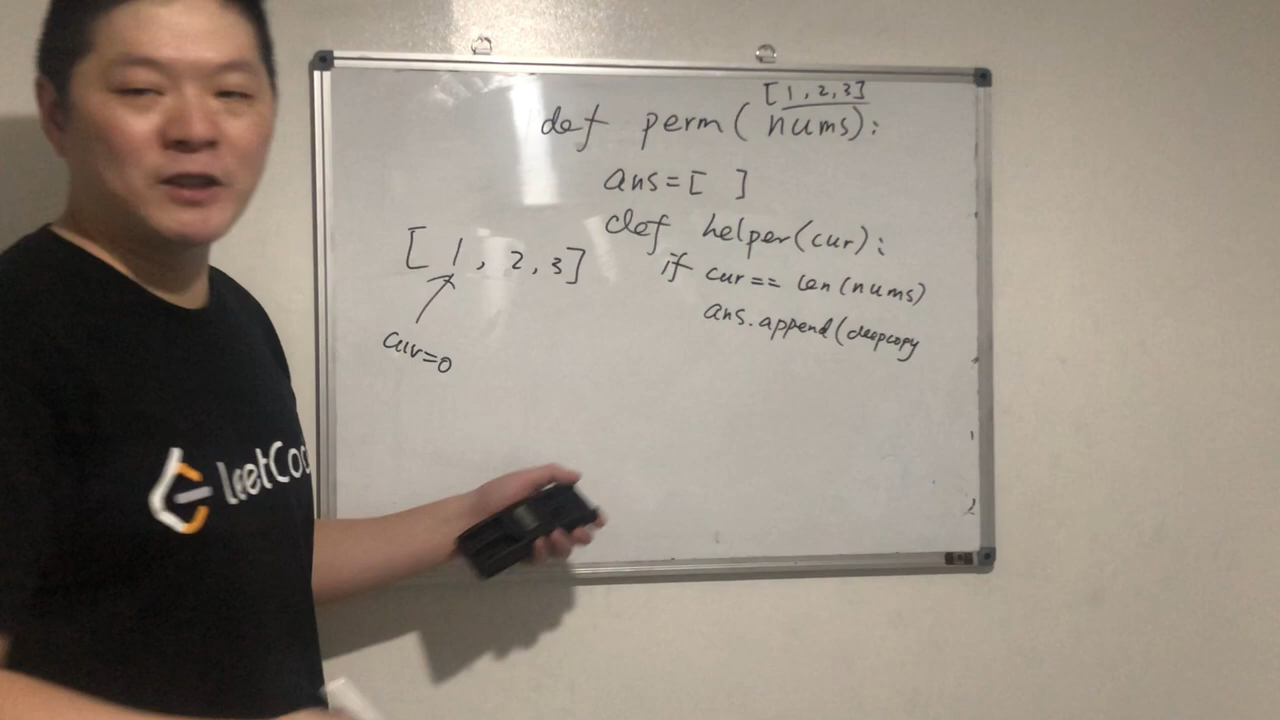 [1,2,3]
def perm(nums):
ans=[ ]
def helper(cur):
if cur== len(nums)
ans.append(deepcopy
[1, 2,3]
cur=0
LeetCo